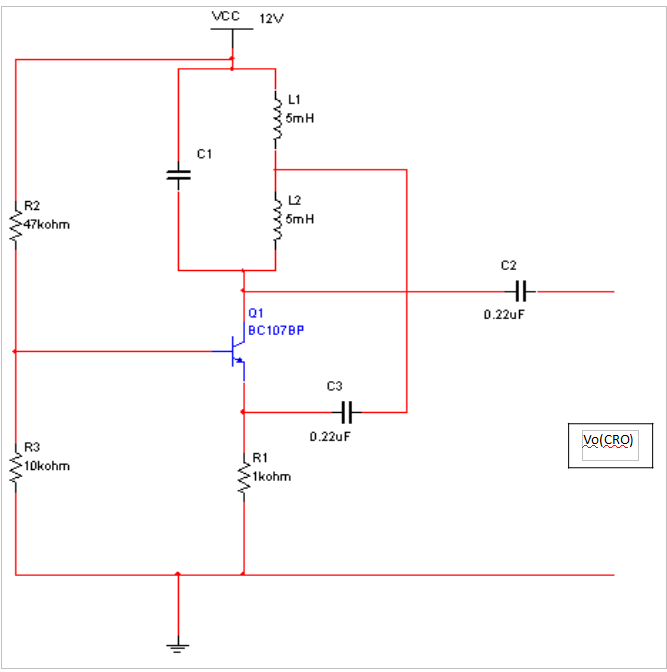 VCC 12V
L1
5mH
C1
R2
47kohm
L2
5mH
C2
0.22uF
Q1
BC107BP
C3
0.22uF
Vo(CRO)
R3
10kohm
R1
1kohm